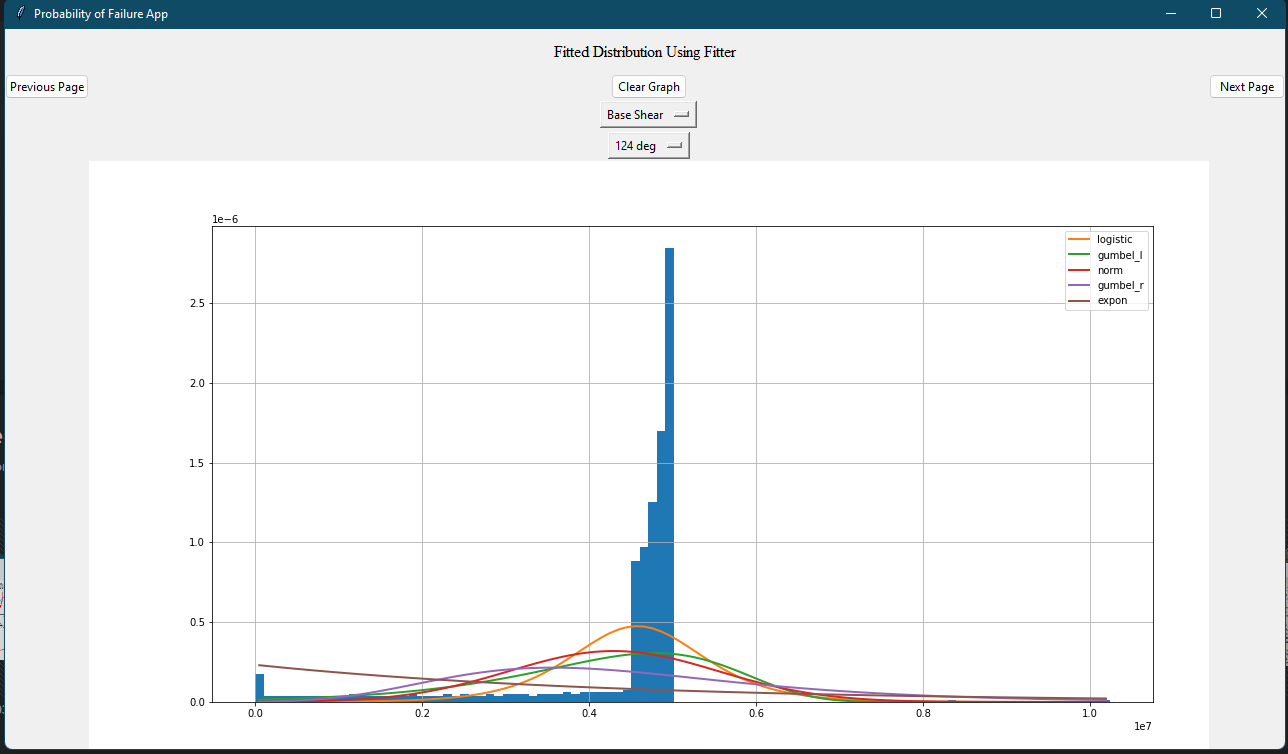 Probability of Failure App
Fitted Distribution Using Fitter
Previous Page Clear Graph Next Page
Base Shear
124 deg
1e−6
logistic
gumbel_l
norm
gumbel_r
expon
2.5
2.0
1.5
1.0
0.5
0.0
0.0 0.2 0.4 0.6 0.8 1.0
1e7